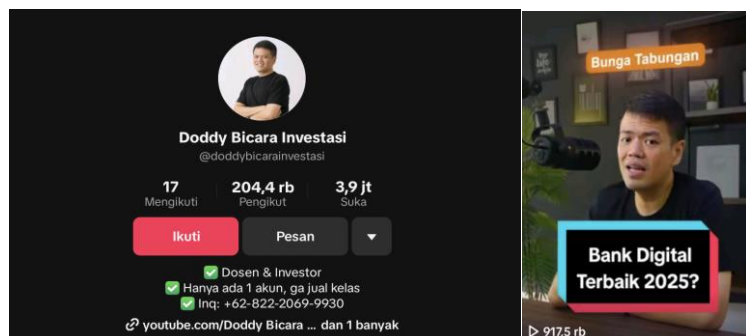 Doddy Bicara Investasi
@doddybicarainvestasi
17
Mengikuti
204,4 rb
Pengikut
3,9 jt
Suka
Ikuti
Pesan
✅ Dosen & Investor
✅ Hanya ada 1 akun, ga jual kelas
✅ Inq: +62-822-2069-9930
youtube.com/Doddy Bicara ... dan 1 banyak
Bunga Tabungan
Bank Digital
Terbaik 2025?
917,5 rb